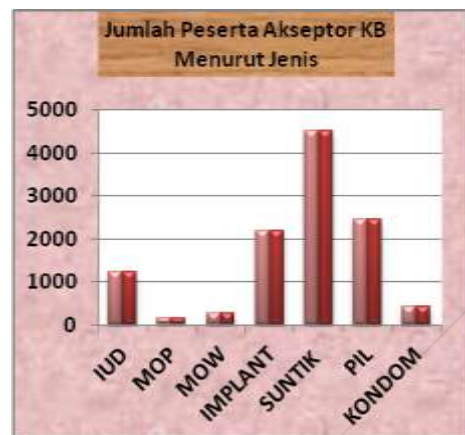 Jumlah Peserta Akseptor KB
Menurut Jenis
5000
4000
3000
2000
1000
0
IUD
MOP
MOW
IMPLANT
SUNTIK
PIL
KONDOM